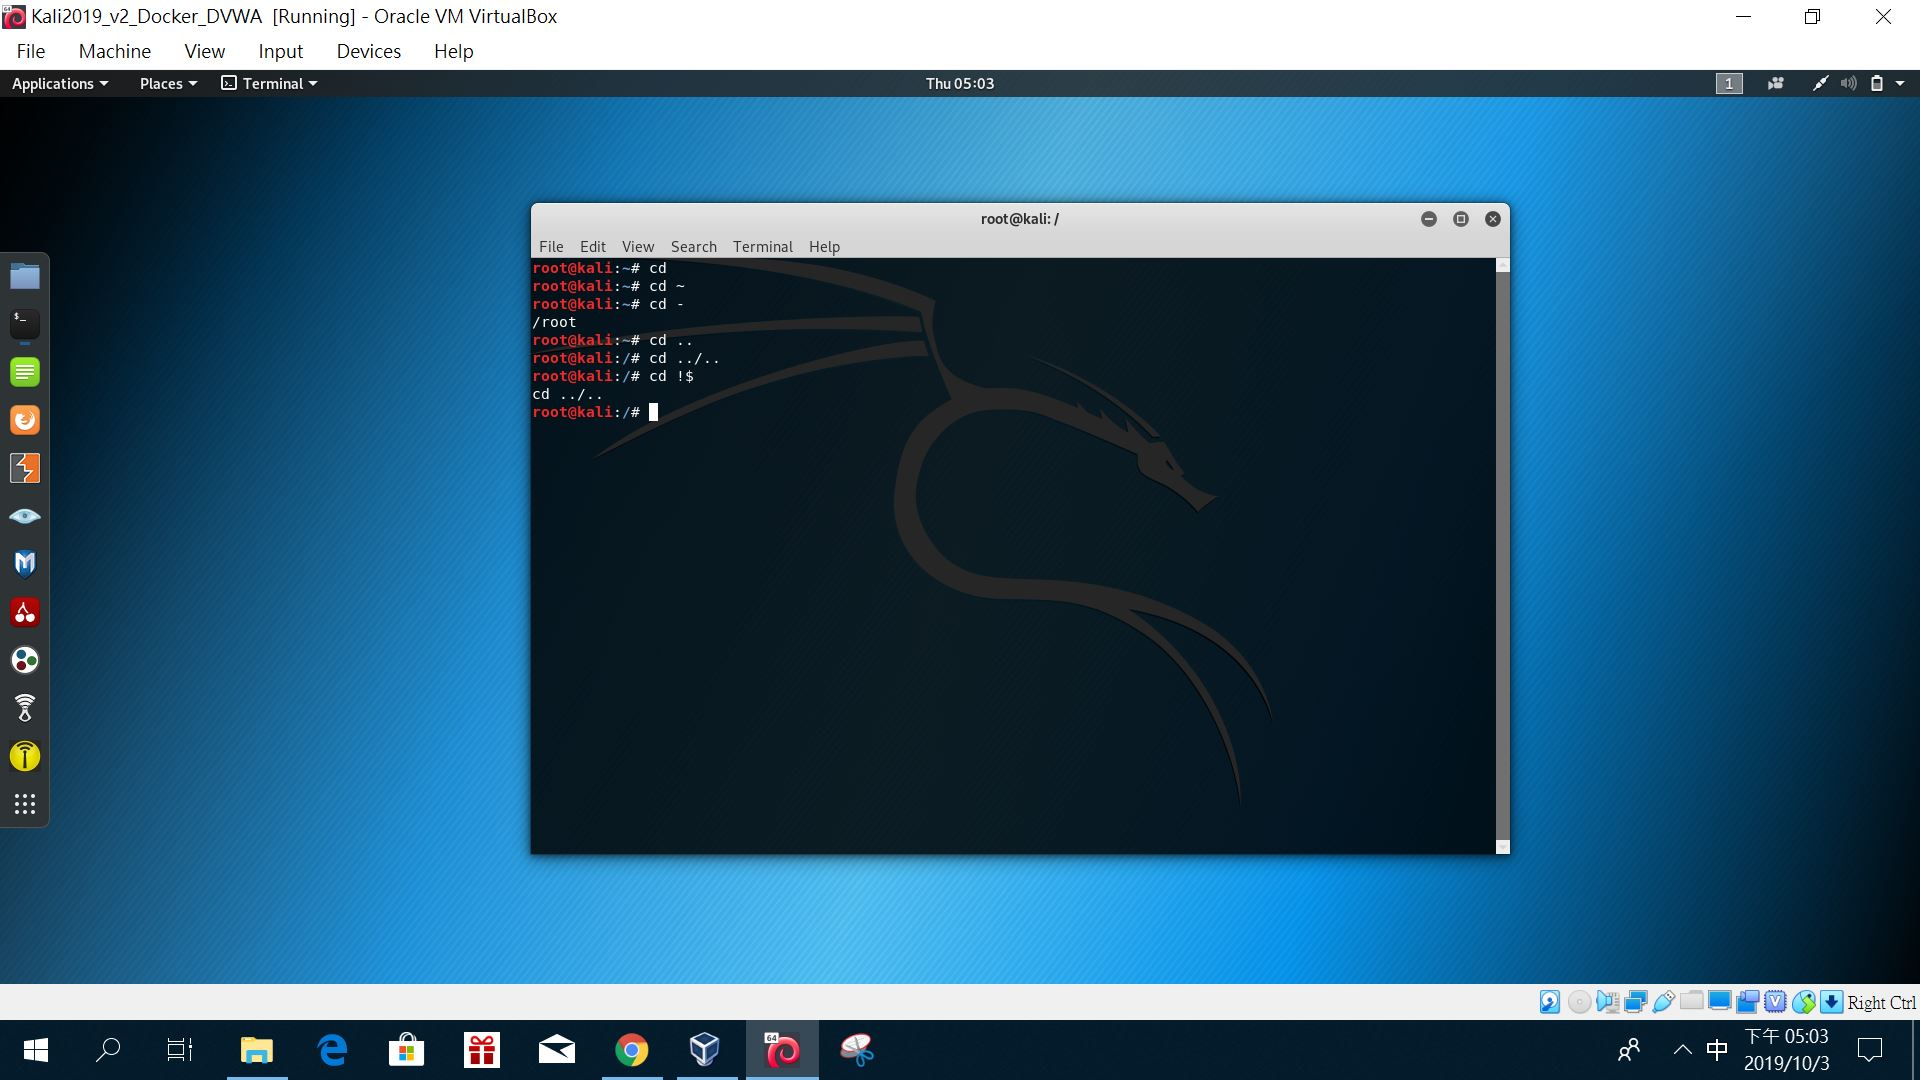 Kali2019_v2_Docker_DVWA [Running] - Oracle VM VirtualBox
File Machine View Input Devices Help
Applications Places Terminal Thu 05:03 1
root@kali: /
File Edit View Search Terminal Help
root@kali:~# cd
root@kali:~# cd ~
root@kali:~# cd -
/root
root@kali:~# cd ..
root@kali:/# cd ../..
root@kali:/# cd !$
cd ../..
root@kali:/#
Right Ctrl
64
中
下午 05:03
2019/10/3